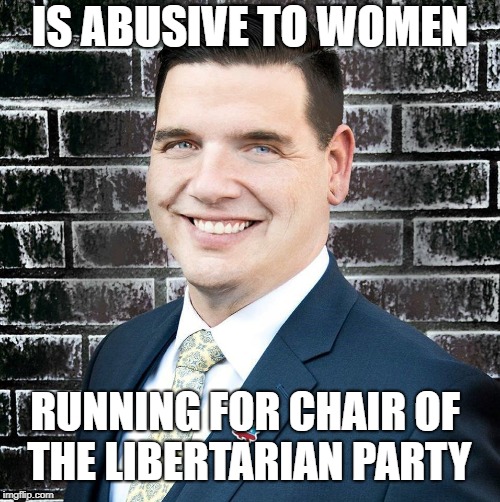 IS ABUSIVE TO WOMEN
RUNNING FOR CHAIR OF
THE LIBERTARIAN PARTY
imgflip.com